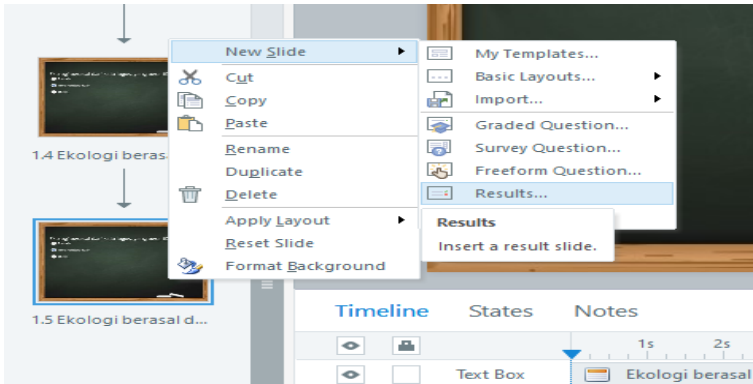 New Slide
Cut
Copy
Paste
Rename
Duplicate
Delete
Apply Layout
Reset Slide
Format Background
My Templates...
Basic Layouts...
Import...
Graded Question...
Survey Question...
Freeform Question...
Results...
Results
Insert a result slide.
1.4 Ekologi beras
1.5 Ekologi berasal d...
Timeline States Notes
1s 2s
Text Box Ekologi berasal